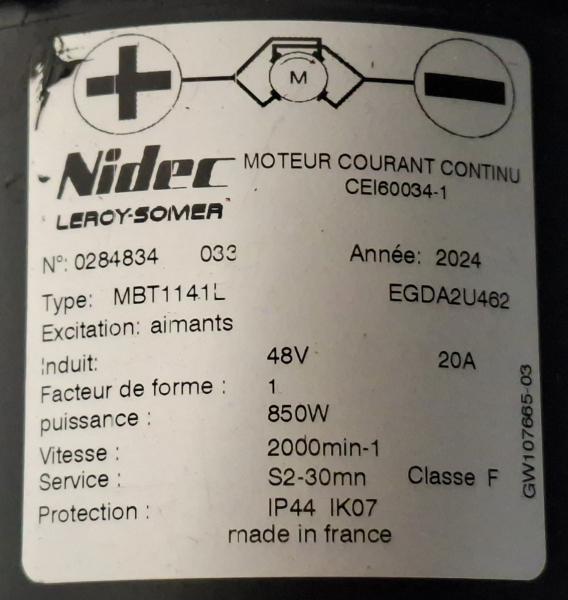 M
Nidec
LEROY-SOMER
MOTEUR COURANT CONTINU
CEI60034-1
N°: 0284834 033 Année: 2024
Type: MBT1141L EGDA2U462
Excitation: aimants
Induit: 48V 20A
Facteur de forme : 1
puissance : 850W
Vitesse : 2000min-1
Service : S2-30mn Classe F
Protection : IP44 IK07
made in france
GW107665-03